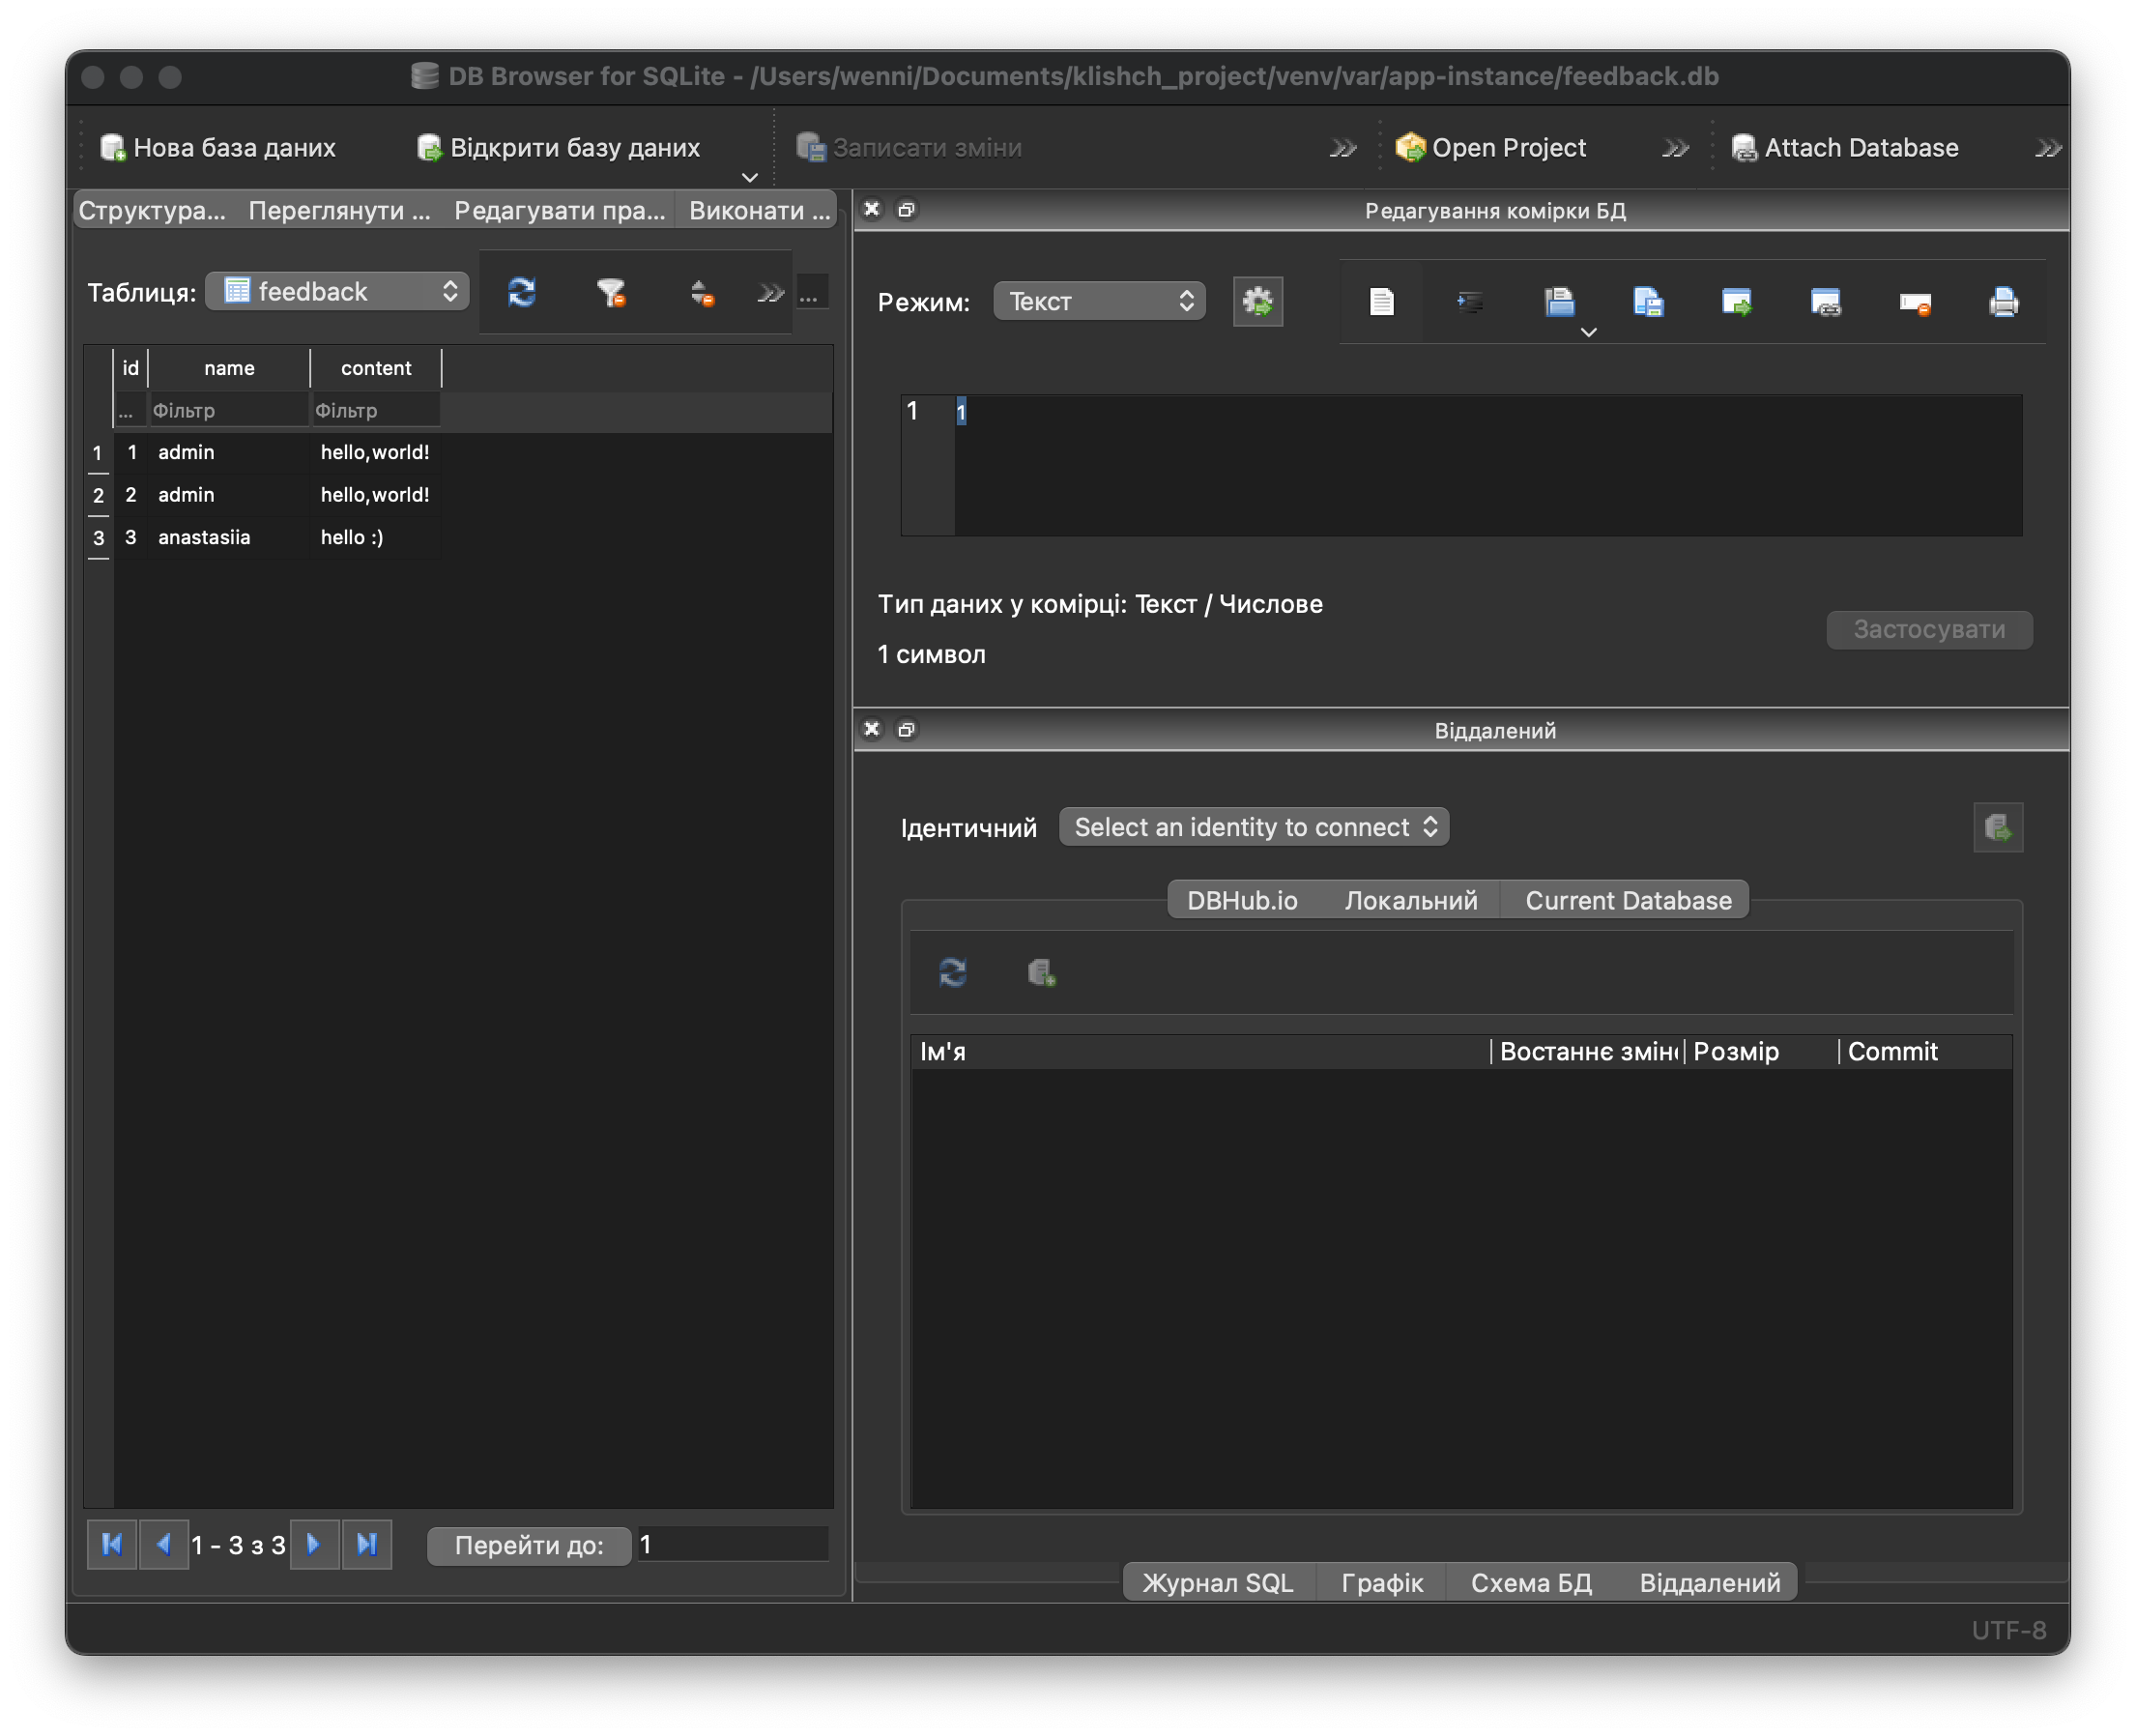 DB Browser for SQLite - /Users/wenni/Documents/klishch_project/venv/var/app-instance/feedback.db
Нова база даних Відкрити базу даних Записати зміни Open Project Attach Database
Структура... Переглянути ... Редагувати пра... Виконати ...
Таблиця: feedback ...
id name content
... Фільтр Фільтр
1 1 admin hello,world!
2 2 admin hello,world!
3 3 anastasiia hello :)
1 - 3 з 3 Перейти до: 1
Редагування комірки БД
Режим: Текст
1 1
Тип даних у комірці: Текст / Числове
1 символ
Застосувати
Віддалений
Ідентичний Select an identity to connect
DBHub.io Локальний Current Database
Ім'я Востаннє зміне Розмір Commit
Журнал SQL Графік Схема БД Віддалений
UTF-8